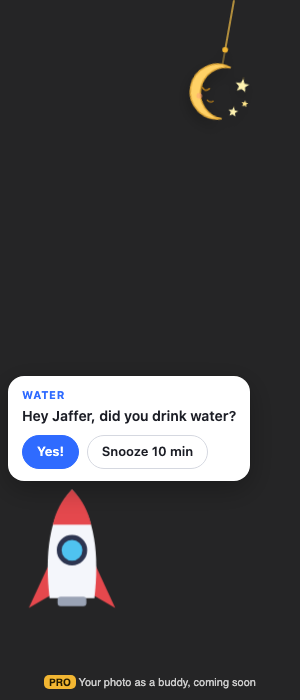 WATER
Hey Jaffer, did you drink water?
Yes! Snooze 10 min
PRO Your photo as a buddy, coming soon